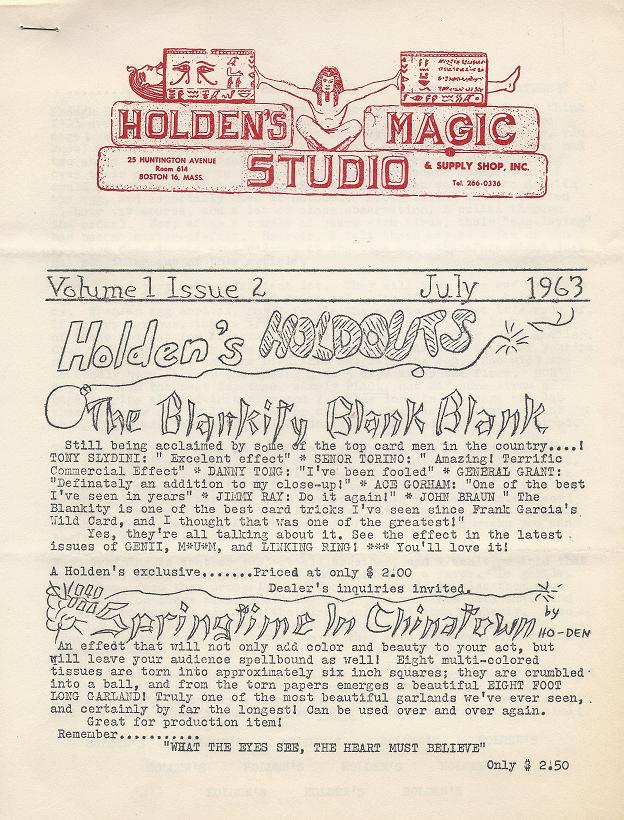 HOLDEN'S MAGIC
25 HUNTINGTON AVENUE
Room 614
BOSTON 16, MASS.
STUDIO
& SUPPLY SHOP, INC.
Tel. 266-0336
Volume 1 Issue 2 July 1963
Holden's HOLDOUTS
The Blankity Blank Blank
Still being acclaimed by some of the top card men in the country....!
TONY SLYDINI: " Excelent effect" * SENOR TORINO: " Amazing! Terrific
Commercial Effect" * DANNY TONG: "I've been fooled" * GENERAL GRANT:
"Definately an addition to my close-up!" * ACE GORHAM: "One of the best
I've seen in years" * JIMMY RAY: Do it again!" * JOHN BRAUN " The
Blankity is one of the best card tricks I've seen since Frank Garcia's
Wild Card, and I thought that was one of the greatest!"
Yes, they're all talking about it. See the effect in the latest
issues of GENII, M*U*M, and LINKING RING! *** You'll love it!
A Holden's exclusive.......Priced at only $ 2.00
Dealer's inquiries invited.
Springtime In Chinatown by
HO-DEN
An effect that will not only add color and beauty to your act, but
will leave your audience spellbound as well! Eight multi-colored
tissues are torn into approximately six inch squares; they are crumbled
into a ball, and from the torn papers emerges a beautiful EIGHT FOOT
LONG GARLAND! Truly one of the most beautiful garlands we've ever seen,
and certainly by far the longest! Can be used over and over again.
Great for production item!
Remember...........
"WHAT THE EYES SEE, THE HEART MUST BELIEVE"
Only $ 2.50